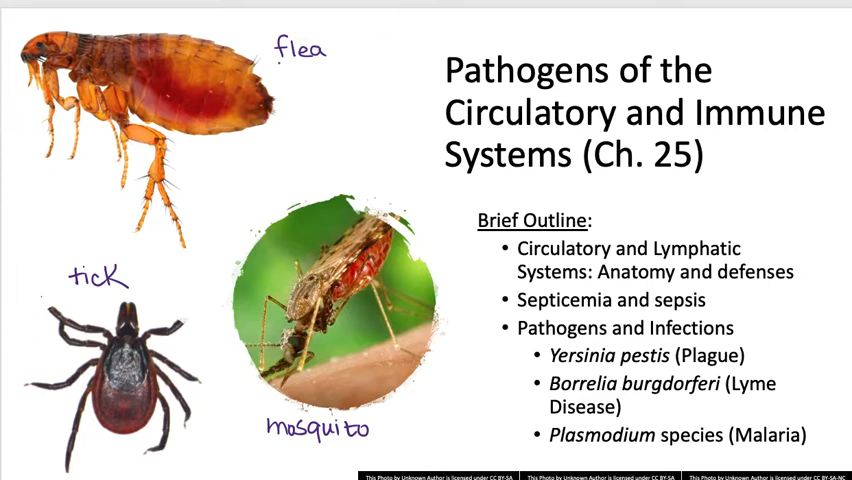 flea
Pathogens of the
Circulatory and Immune
Systems (Ch. 25)
tick
mosquito
Brief Outline:
• Circulatory and Lymphatic
Systems: Anatomy and defenses
• Septicemia and sepsis
• Pathogens and Infections
• Yersinia pestis (Plague)
• Borrelia burgdorferi (Lyme
Disease)
• Plasmodium species (Malaria)
This Photo by Unknown Author is licensed under CC BY-SA
This Photo by Unknown Author is licensed under CC BY-SA
This Photo by Unknown Author is licensed under CC BY-SA-NC